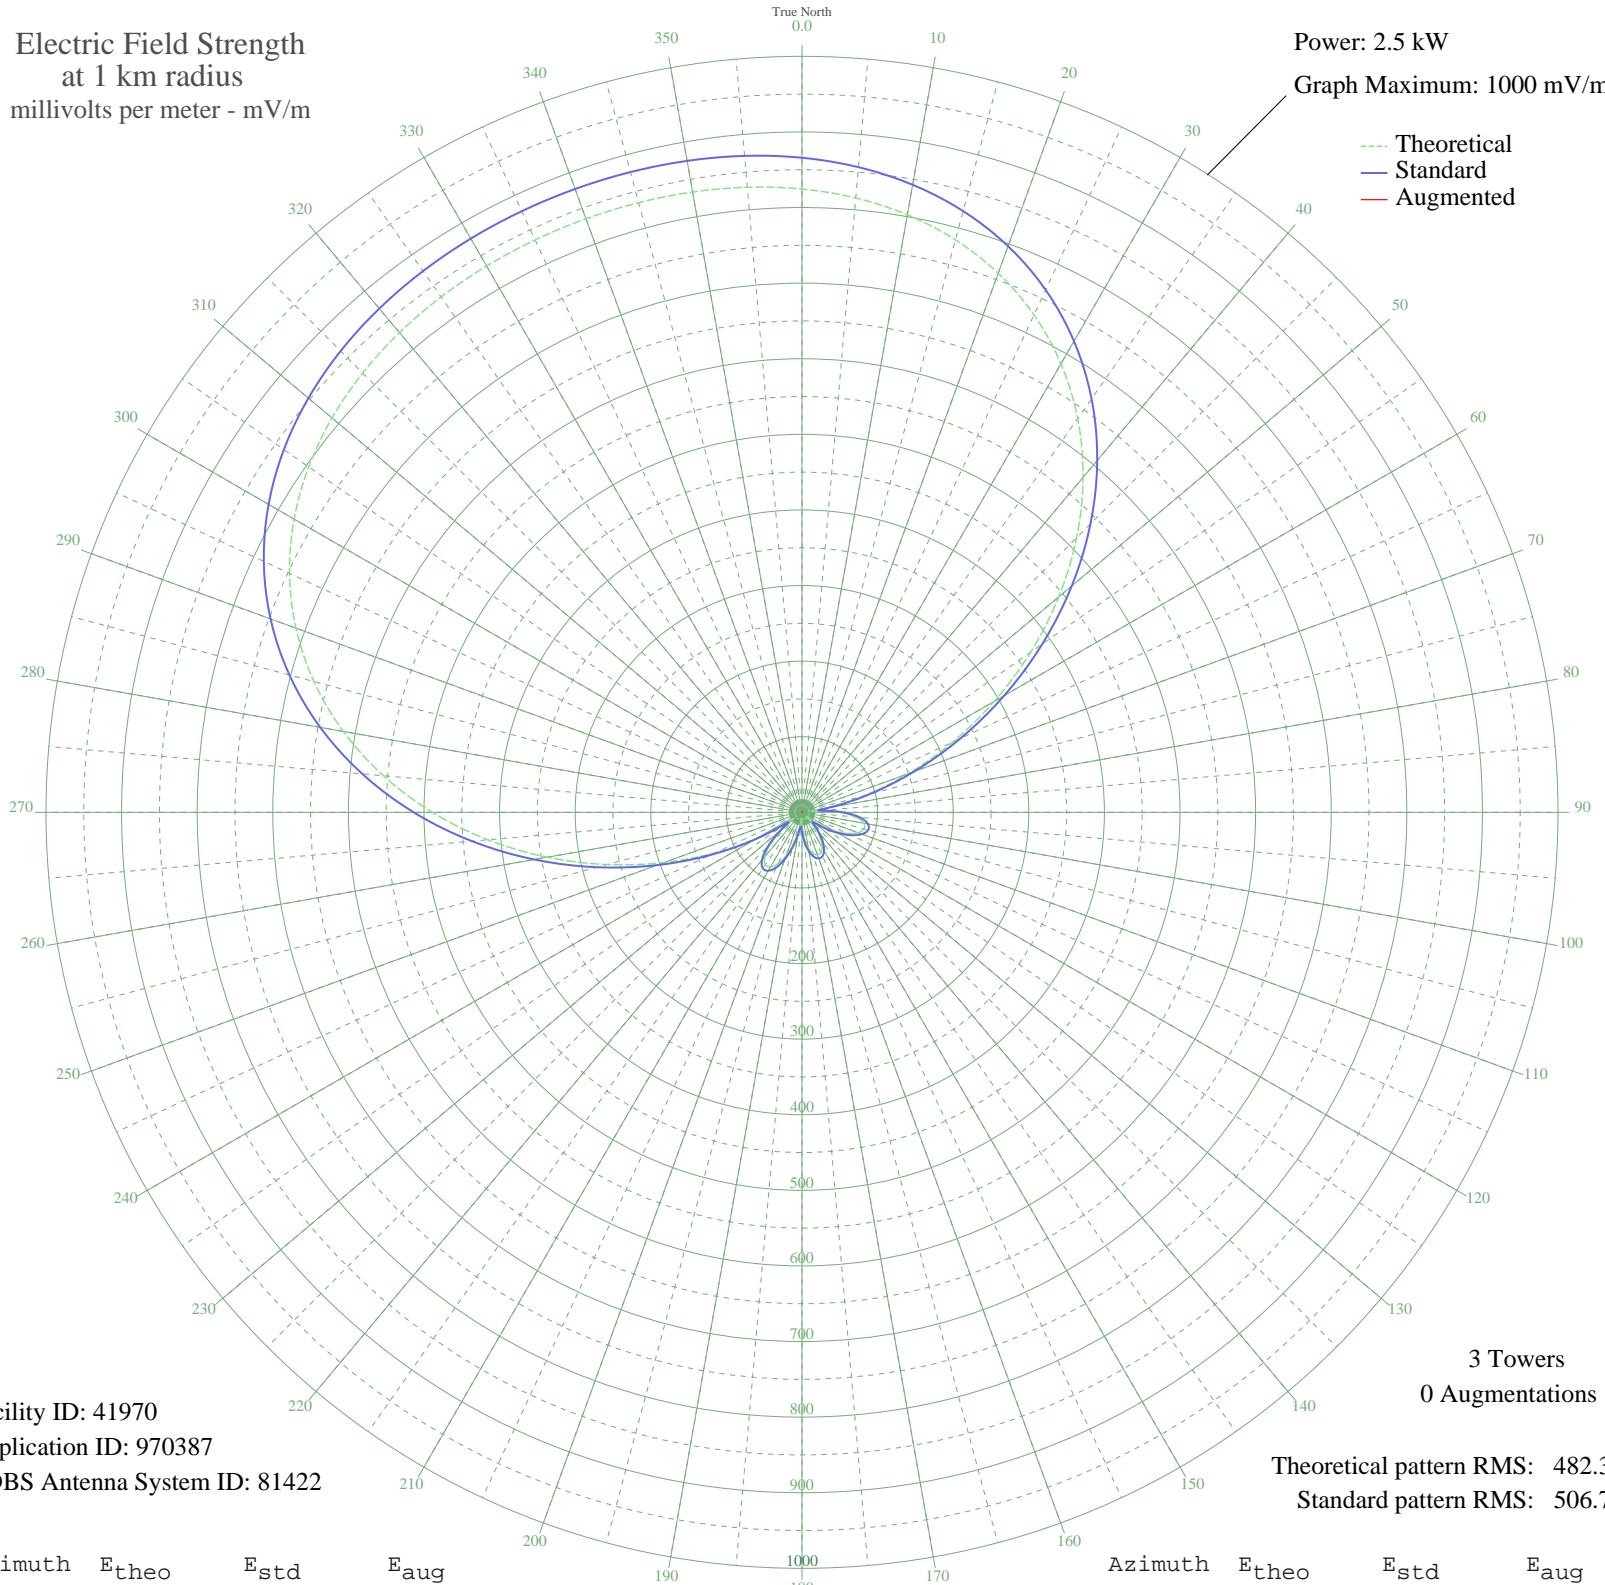 True North
0.0
Electric Field Strength
at 1 km radius
millivolts per meter - mV/m
Power: 2.5 kW
Graph Maximum: 1000 mV/m
Theoretical
Standard
Augmented
350
10
340
20
330
30
320
40
310
50
300
60
290
70
280
80
270
90
260
100
250
110
240
120
230
130
220
140
210
150
200
160
190
170
200
300
400
500
600
700
800
900
1000
3 Towers
0 Augmentations
cility ID: 41970
plication ID: 970387
DBS Antenna System ID: 81422
Theoretical pattern RMS: 482.3
Standard pattern RMS: 506.7
imuth Etheo Estd Eaug
Azimuth Etheo Estd Eaug